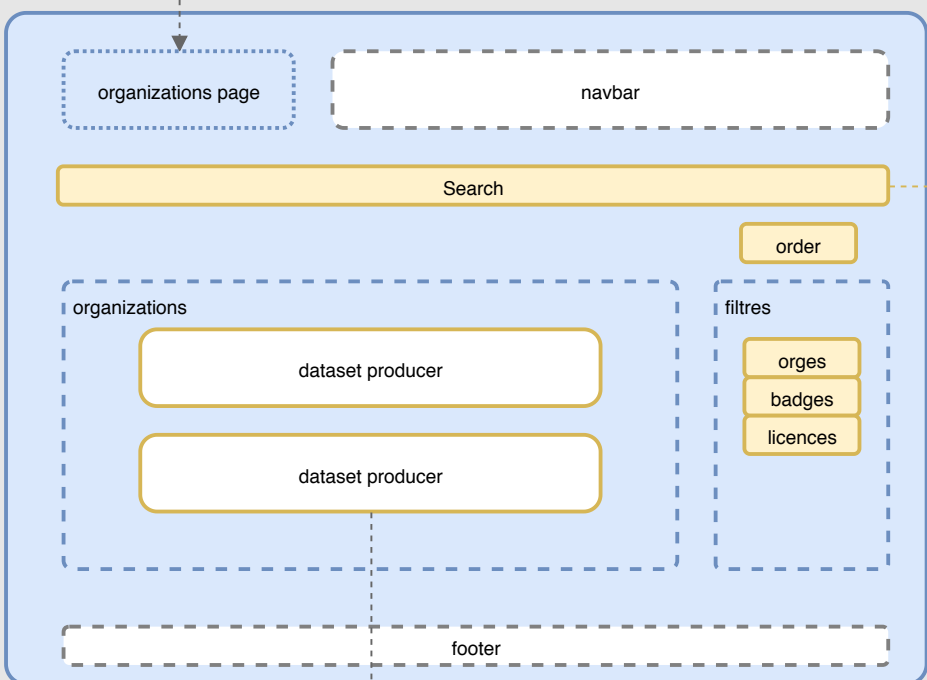 organizations page
navbar
Search
order
organizations
dataset producer
dataset producer
filtres
orges
badges
licences
footer